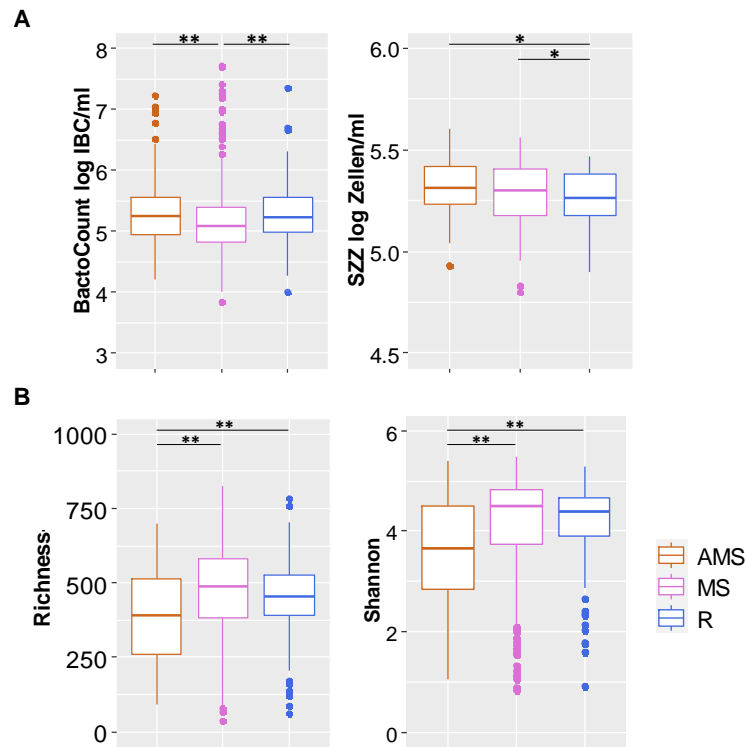 A
BactoCount log IBC/ml
8
7
6
5
4
3
** **
SZZ log Zellen/ml
6.0
5.5
5.0
4.5
*
*
B
Richness
1000
750
500
250
0
**
**
Shannon
6
4
2
0
**
**
AMS
MS
R